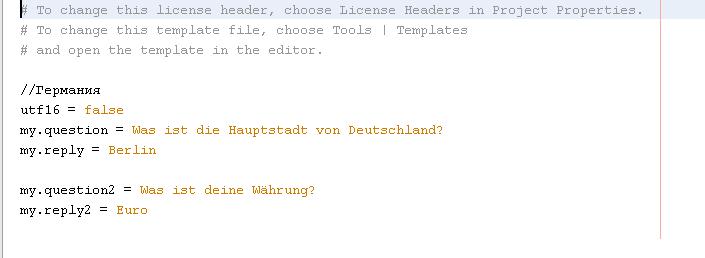 # To change this license header, choose License Headers in Project Properties.
# To change this template file, choose Tools | Templates
# and open the template in the editor.
//Германия
utf16 = false
my.question = Was ist die Hauptstadt von Deutschland?
my.reply = Berlin
my.question2 = Was ist deine Währung?
my.reply2 = Euro